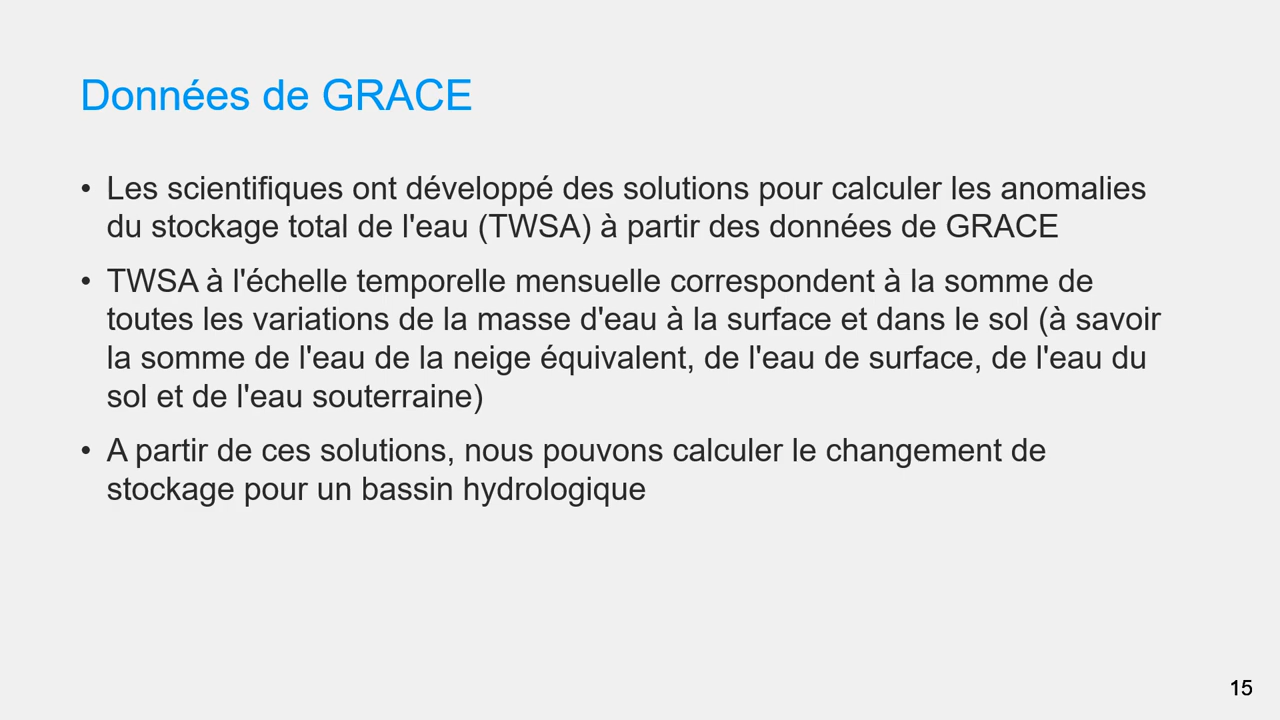 Données de GRACE
• Les scientifiques ont développé des solutions pour calculer les anomalies
du stockage total de l'eau (TWSA) à partir des données de GRACE
• TWSA à l'échelle temporelle mensuelle correspondent à la somme de
toutes les variations de la masse d'eau à la surface et dans le sol (à savoir
la somme de l'eau de la neige équivalent, de l'eau de surface, de l'eau du
sol et de l'eau souterraine)
• A partir de ces solutions, nous pouvons calculer le changement de
stockage pour un bassin hydrologique
15